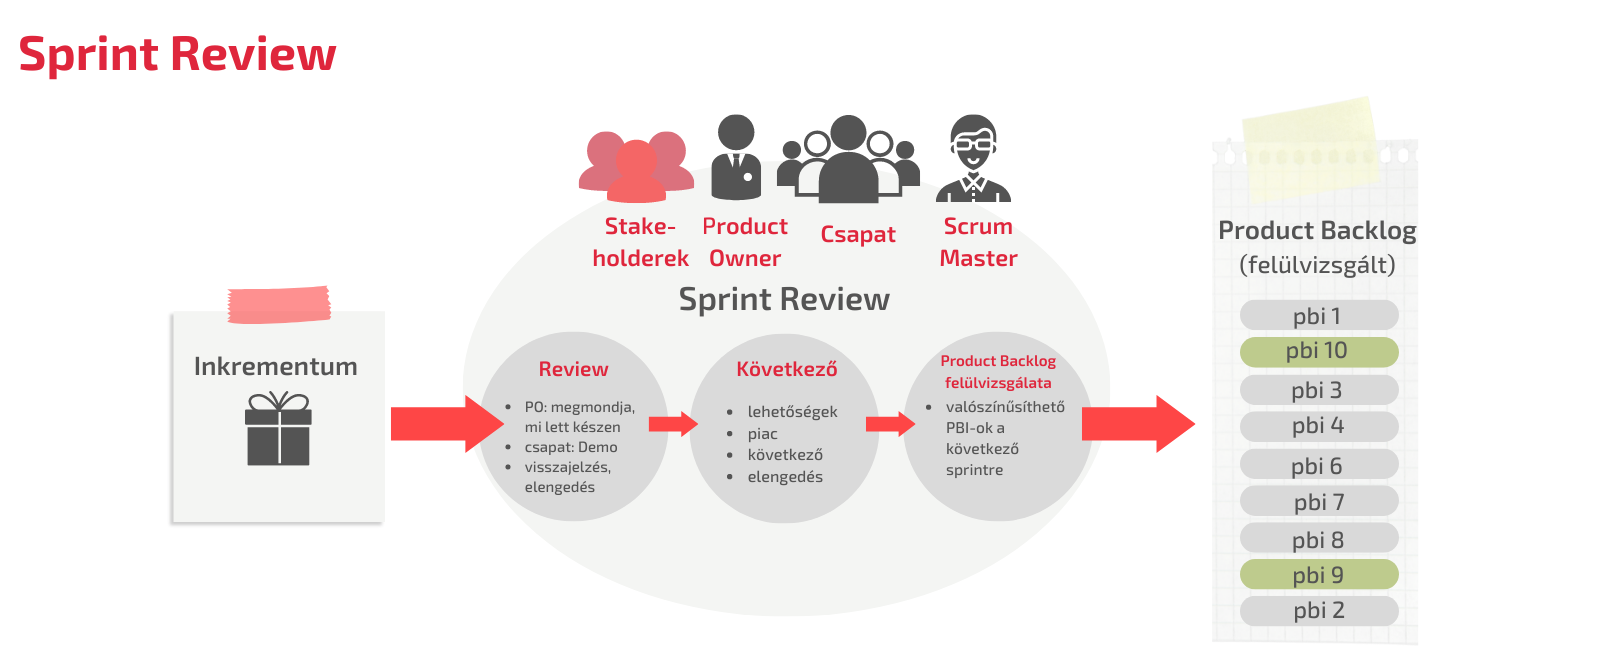 Sprint Review
Stake-
holderek
Product
Owner
Csapat
Scrum
Master
Sprint Review
Inkrementum
Review
• PO: megmondja,
mi lett készen
• csapat: Demo
• visszajelzés,
elengedés
Következő
• lehetőségek
• piac
• következő
• elengedés
Product Backlog
felülvizsgálata
• valószínűsíthető
PBI-ok a
következő
sprintre
Product Backlog
(felülvizsgált)
pbi 1
pbi 10
pbi 3
pbi 4
pbi 6
pbi 7
pbi 8
pbi 9
pbi 2